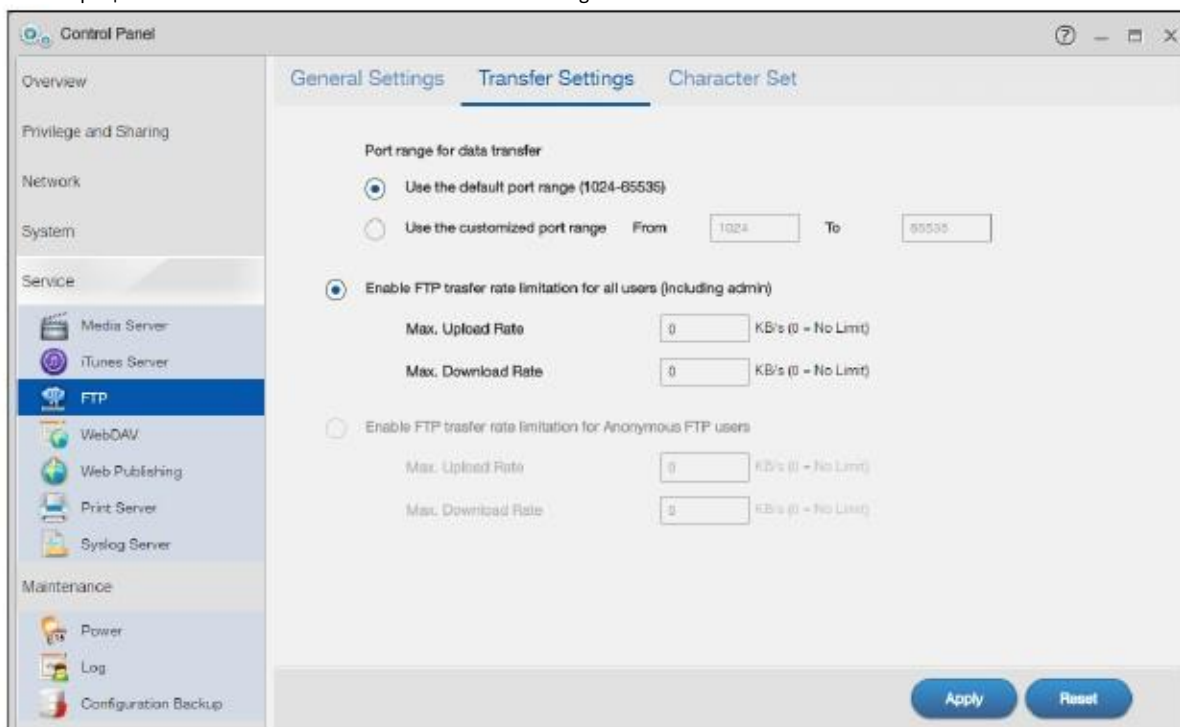 Control Panel
Overview
Privilege and Sharing
Network
System
Service
Media Server
iTunes Server
FTP
WebDAV
Web Publishing
Print Server
Syslog Server
Maintenance
Power
Log
Configuration Backup
General Settings Transfer Settings Character Set
Port range for data transfer
Use the default port range (1024-65535)
Use the customized port range From 1024 To 65535
Enable FTP trasfer rate limitation for all users (including admin)
Max. Upload Rate 0 KB/s (0 = No Limit)
Max. Download Rate 0 KB/s (0 = No Limit)
Enable FTP trasfer rate limitation for Anonymous FTP users
Max. Upload Rate 0 KB/s (0 = No Limit)
Max. Download Rate 0 KB/s (0 = No Limit)
Apply Reset